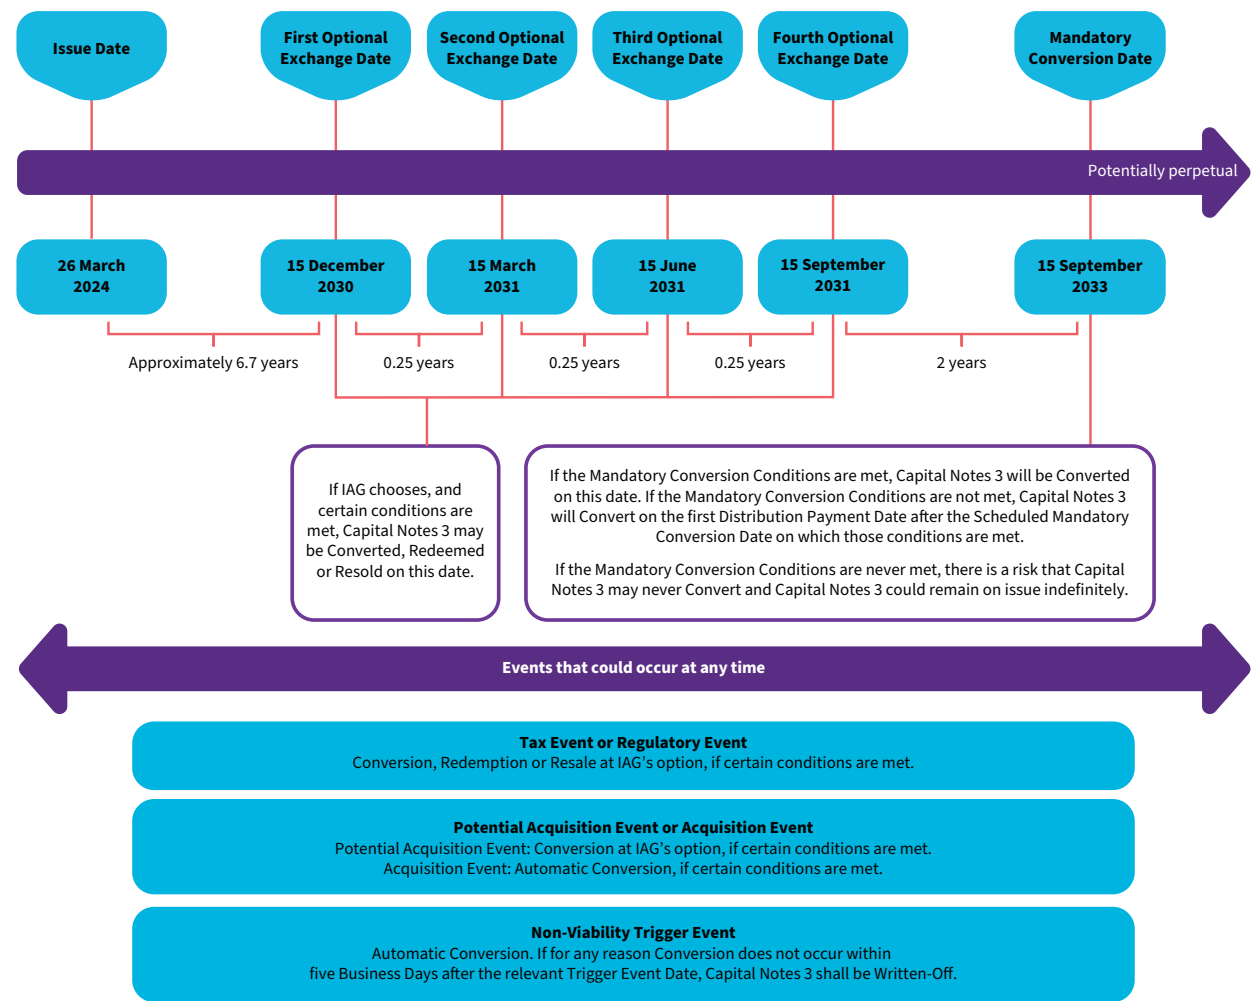 Issue Date
First Optional
Exchange Date
Second Optional
Exchange Date
Third Optional
Exchange Date
Fourth Optional
Exchange Date
Mandatory
Conversion Date
Potentially perpetual
26 March
2024
15 December
2030
15 March
2031
15 June
2031
15 September
2031
15 September
2033
Approximately 6.7 years
0.25 years
0.25 years
0.25 years
2 years
If IAG chooses, and
certain conditions are
met, Capital Notes 3 may
be Converted, Redeemed
or Resold on this date.
If the Mandatory Conversion Conditions are met, Capital Notes 3 will be Converted
on this date. If the Mandatory Conversion Conditions are not met, Capital Notes 3
will Convert on the first Distribution Payment Date after the Scheduled Mandatory
Conversion Date on which those conditions are met.
If the Mandatory Conversion Conditions are never met, there is a risk that Capital
Notes 3 may never Convert and Capital Notes 3 could remain on issue indefinitely.
Events that could occur at any time
Tax Event or Regulatory Event
Conversion, Redemption or Resale at IAG's option, if certain conditions are met.
Potential Acquisition Event or Acquisition Event
Potential Acquisition Event: Conversion at IAG's option, if certain conditions are met.
Acquisition Event: Automatic Conversion, if certain conditions are met.
Non-Viability Trigger Event
Automatic Conversion. If for any reason Conversion does not occur within
five Business Days after the relevant Trigger Event Date, Capital Notes 3 shall be Written-Off.